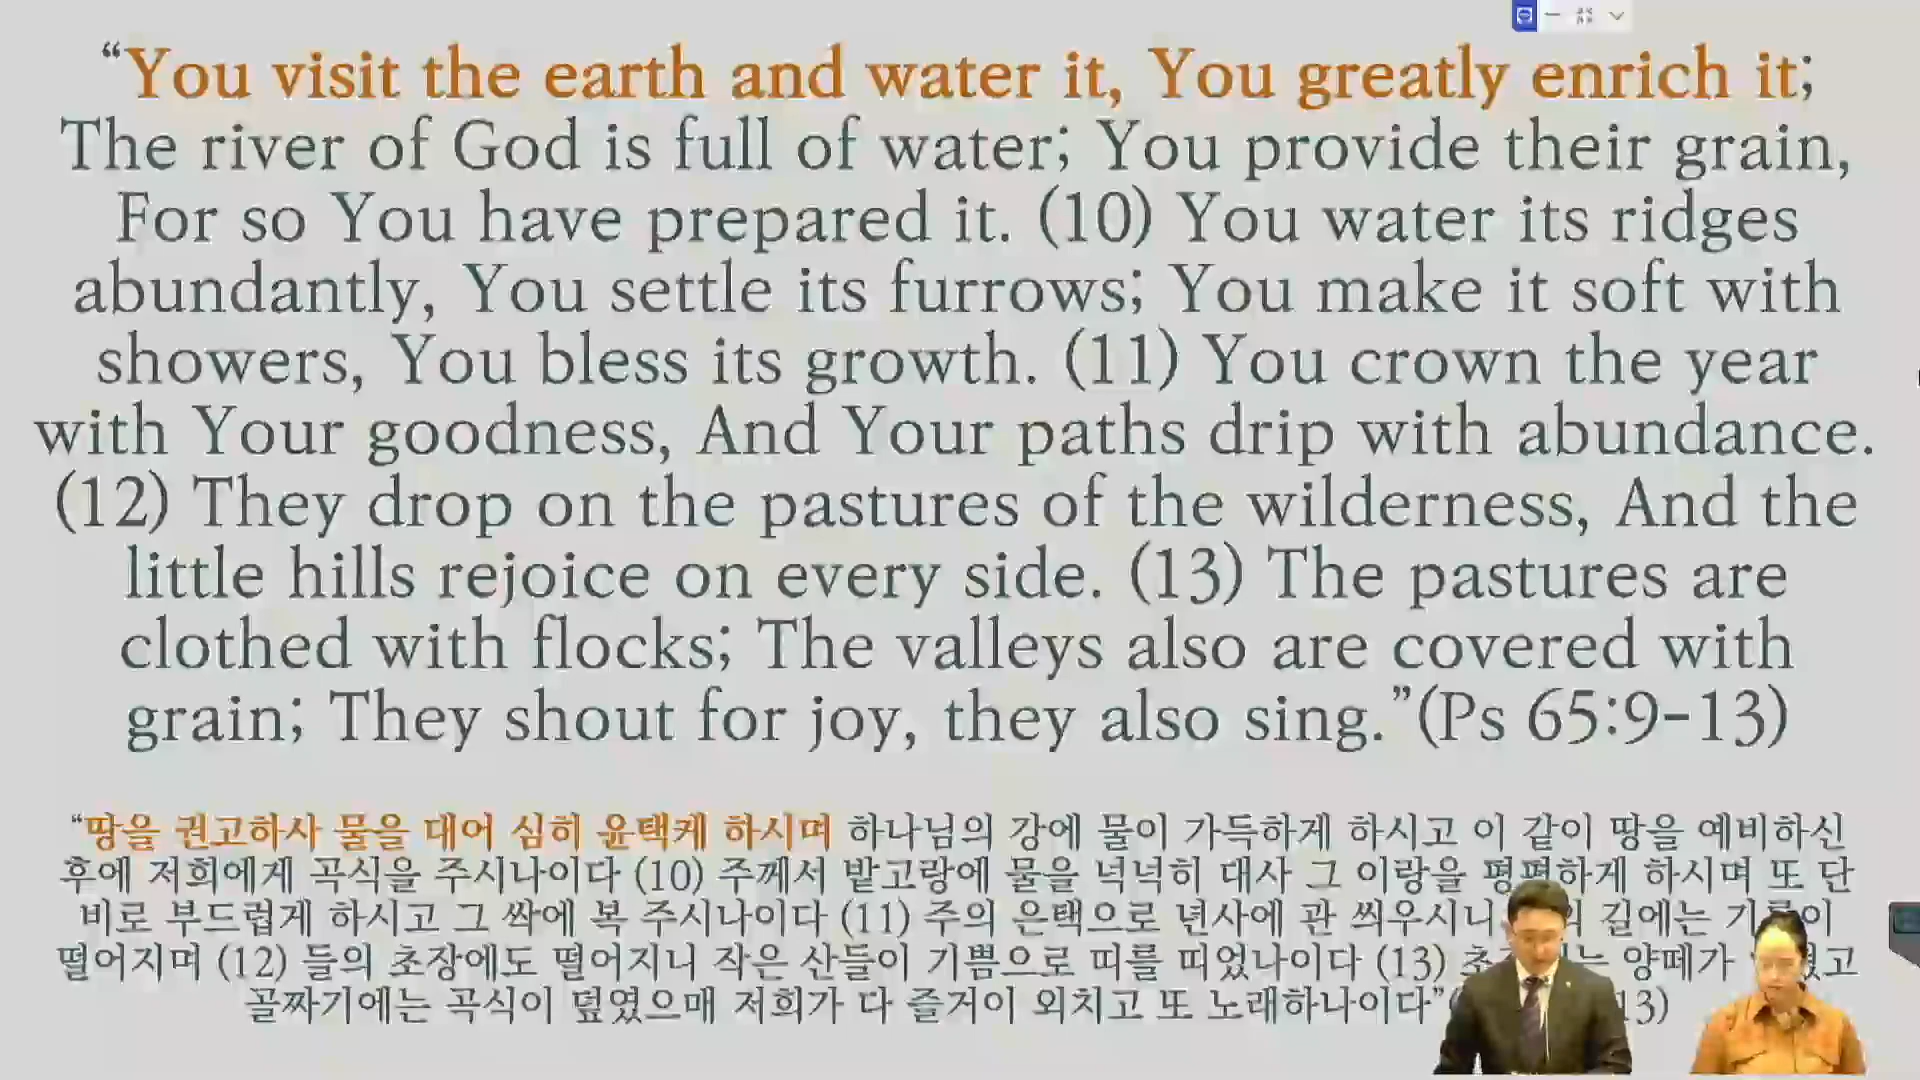 “You visit the earth and water it, You greatly enrich it;
The river of God is full of water; You provide their grain,
For so You have prepared it. (10) You water its ridges
abundantly, You settle its furrows; You make it soft with
showers, You bless its growth. (11) You crown the year
with Your goodness, And Your paths drip with abundance.
(12) They drop on the pastures of the wilderness, And the
little hills rejoice on every side. (13) The pastures are
clothed with flocks; The valleys also are covered with
grain; They shout for joy, they also sing.”(Ps 65:9-13)
“땅을 권고하사 물을 대어 심히 윤택케 하시며 하나님의 강에 물이 가득하게 하시고 이 같이 땅을 예비하신
후에 저희에게 곡식을 주시나이다 (10) 주께서 밭고랑에 물을 넉넉히 대사 그 이랑을 평평하게 하시며 또 단
비로 부드럽게 하시고 그 싹에 복 주시나이다 (11) 주의 은택으로 년사에 관 씌우시니 길에는
떨어지며 (12) 들의 초장에도 떨어지니 작은 산들이 기쁨으로 띠를 띠었나이다 (13) 양떼가
골짜기에는 곡식이 덮였으매 저희가 다 즐거이 외치고 또 노래하나이다” 13)